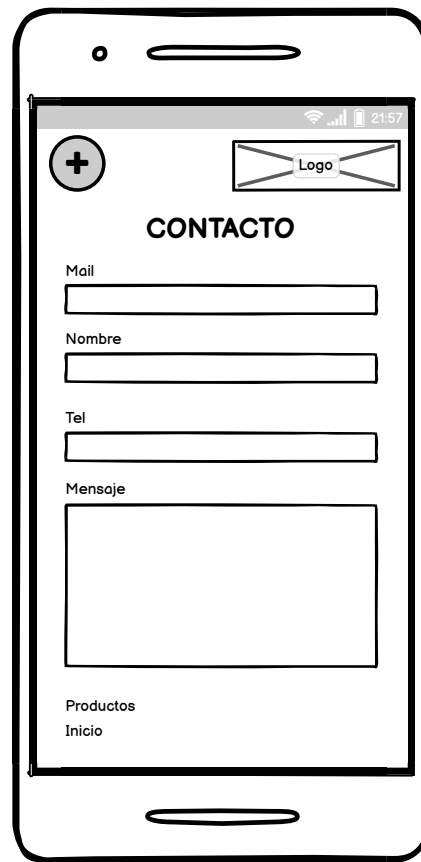 21:57
Logo
CONTACTO
Mail
Nombre
Tel
Mensaje
Productos
Inicio